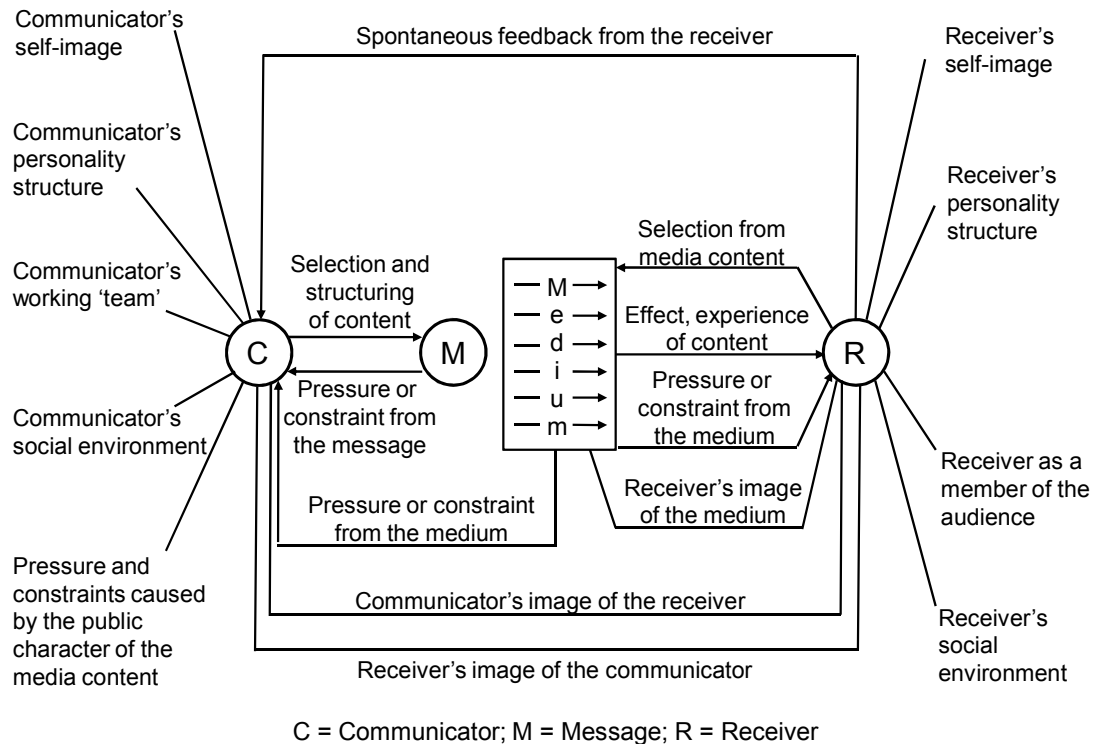 Communicator’s
self-image
Spontaneous feedback from the receiver
Receiver’s
self-image
Communicator’s
personality
structure
Receiver’s
personality
structure
Communicator’s
working ‘team’
Selection and
structuring
of content
Selection from
media content
M
e
d
i
u
m
Effect, experience
of content
C
M
R
Pressure or
constraint from
the message
Pressure or
constraint from
the medium
Communicator’s
social environment
Receiver’s image
of the medium
Receiver as a
member of the
audience
Pressure or constraint
from the medium
Pressure and
constraints caused
by the public
character of the
media content
Communicator’s image of the receiver
Receiver’s
social
environment
Receiver’s image of the communicator
C = Communicator; M = Message; R = Receiver